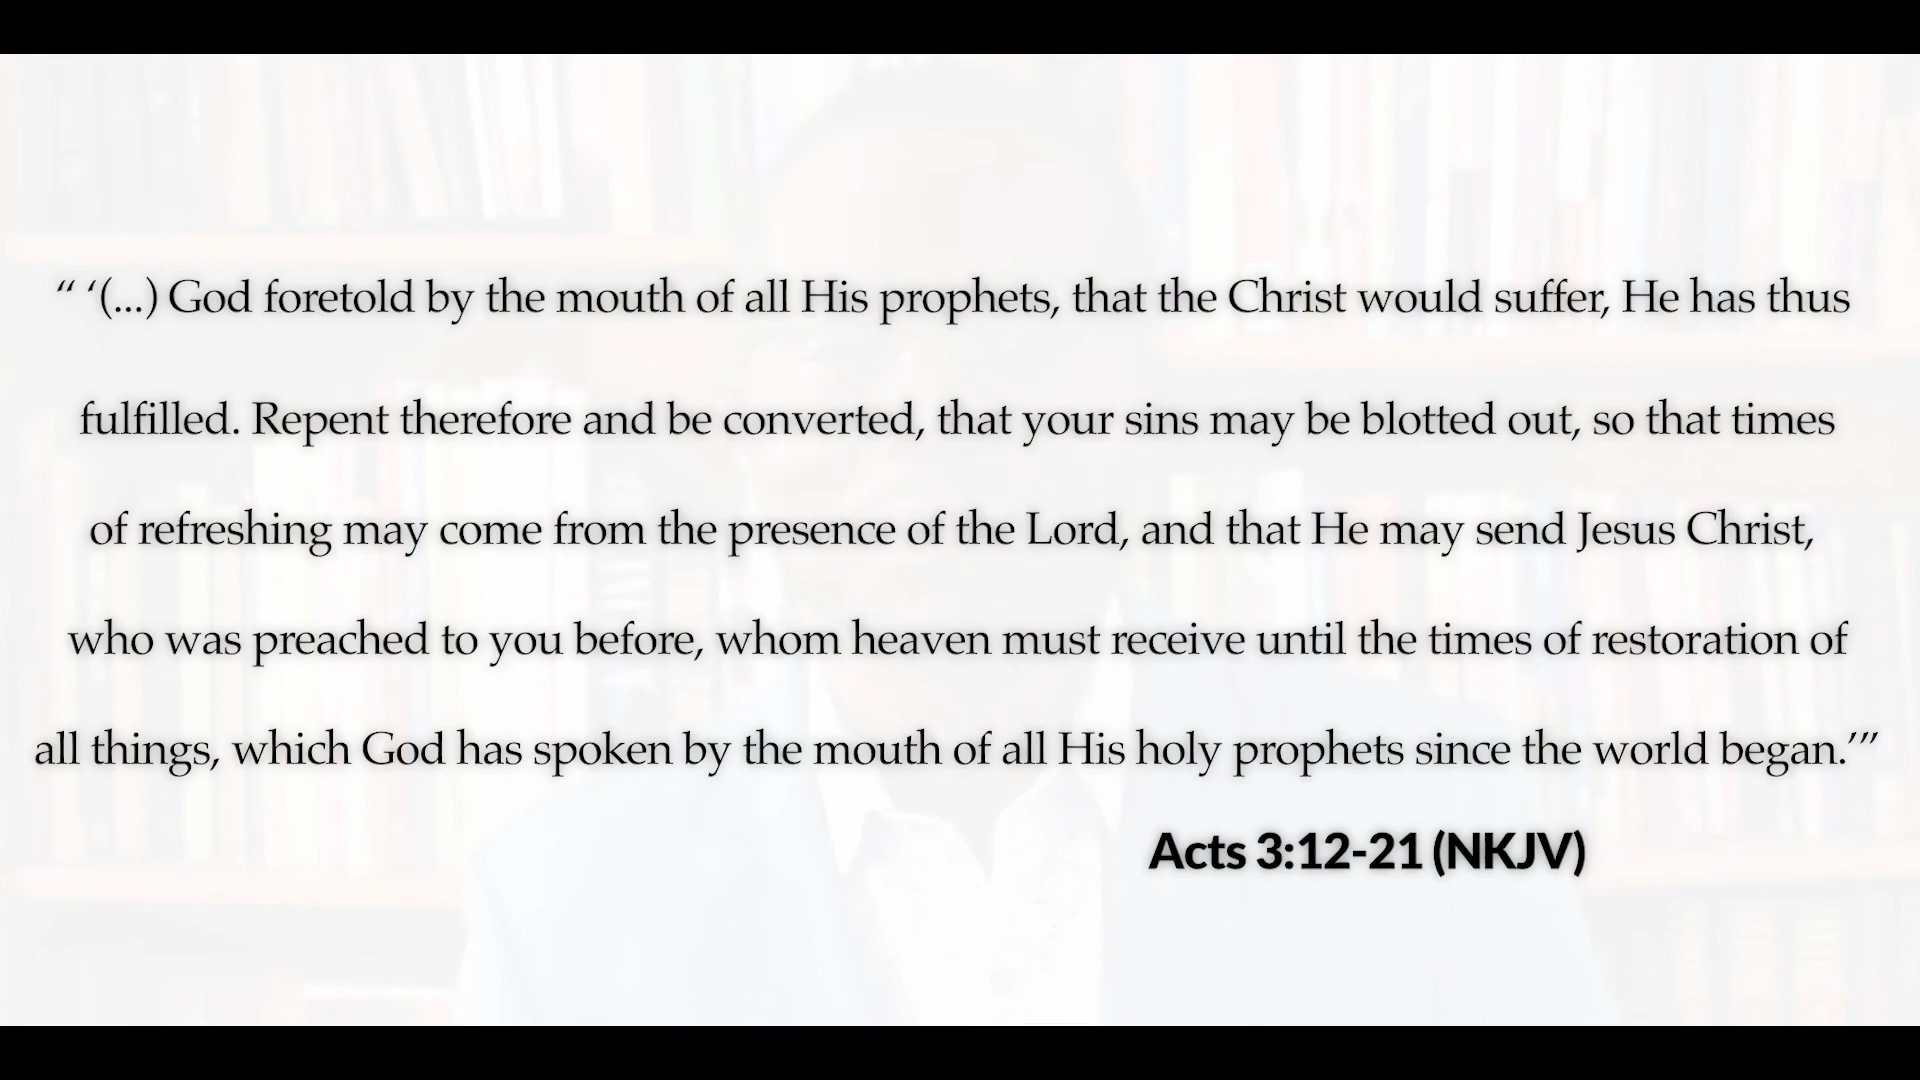 “ ‘(...) God foretold by the mouth of all His prophets, that the Christ would suffer, He has thus
fulfilled. Repent therefore and be converted, that your sins may be blotted out, so that times
of refreshing may come from the presence of the Lord, and that He may send Jesus Christ,
who was preached to you before, whom heaven must receive until the times of restoration of
all things, which God has spoken by the mouth of all His holy prophets since the world began.’”
Acts 3:12-21 (NKJV)